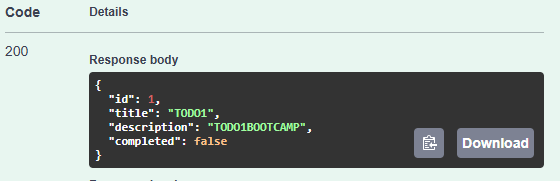 Code Details
200
Response body
{
  "id": 1,
  "title": "TODO1",
  "description": "TODO1BOOTCAMP",
  "completed": false
}
Download